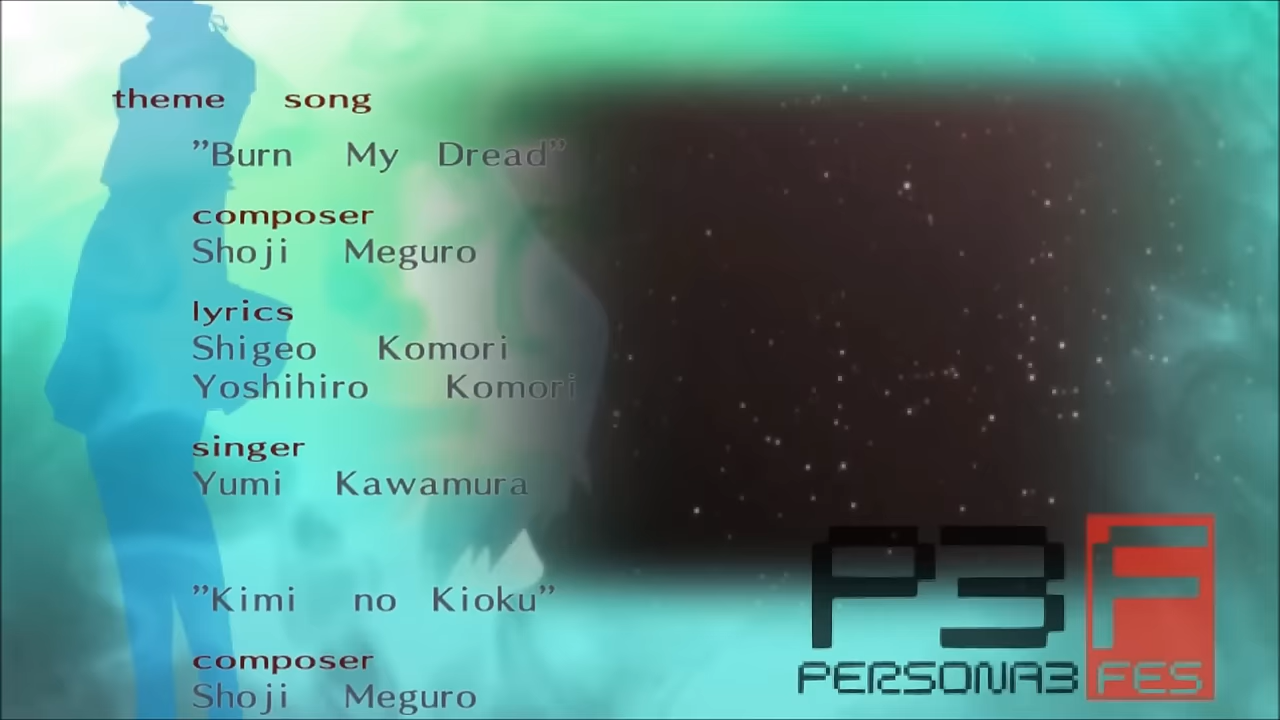 theme song
”Burn My Dread”
composer
Shoji Meguro
lyrics
Shigeo Komori
Yoshihiro Komori
singer
Yumi Kawamura
”Kimi no Kioku”
composer
Shoji Meguro
P3F
PERSONA3 FES